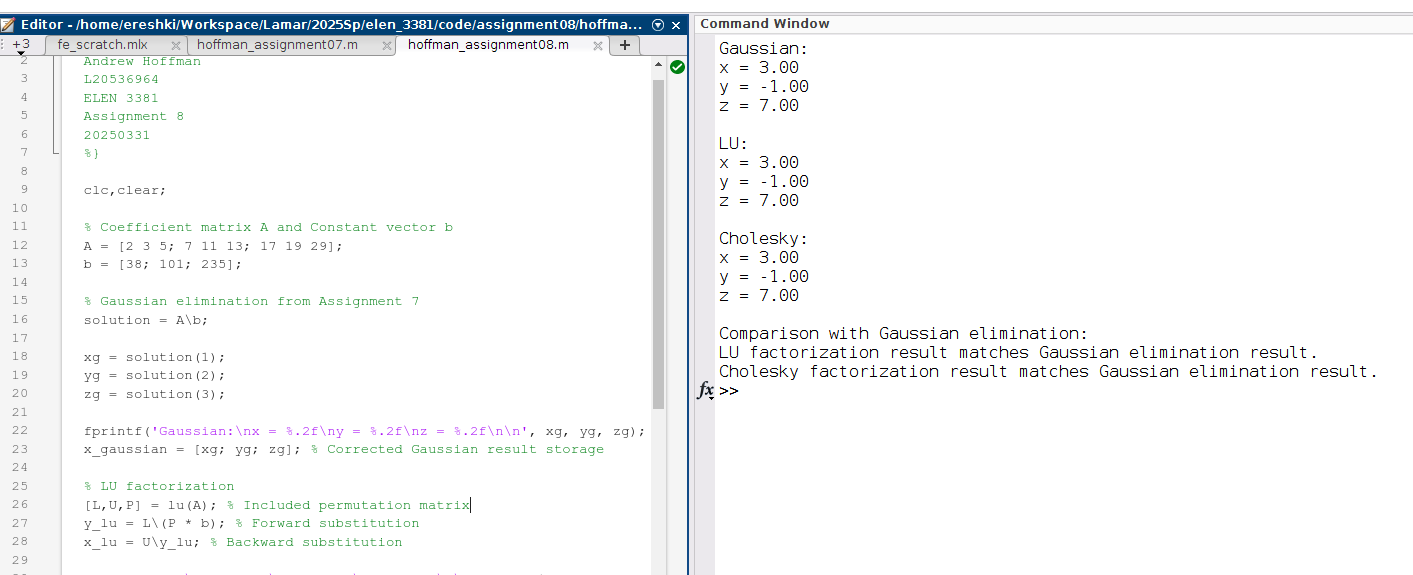 Editor - /home/ereshki/Workspace/Lamar/2025Sp/elen_3381/code/assignment08/hoffma...
+3 fe_scratch.mlx hoffman_assignment07.m hoffman_assignment08.m +
2 Andrew Hoffman
3 L20536964
4 ELEN 3381
5 Assignment 8
6 20250331
7 %}
8
9 clc,clear;
10
11 % Coefficient matrix A and Constant vector b
12 A = [2 3 5; 7 11 13; 17 19 29];
13 b = [38; 101; 235];
14
15 % Gaussian elimination from Assignment 7
16 solution = A\b;
17
18 xg = solution(1);
19 yg = solution(2);
20 zg = solution(3);
21
22 fprintf('Gaussian:\nx = %.2f\ny = %.2f\nz = %.2f\n\n', xg, yg, zg);
23 x_gaussian = [xg; yg; zg]; % Corrected Gaussian result storage
24
25 % LU factorization
26 [L,U,P] = lu(A); % Included permutation matrix
27 y_lu = L\(P * b); % Forward substitution
28 x_lu = U\y_lu; % Backward substitution
29
Command Window
Gaussian:
x = 3.00
y = -1.00
z = 7.00
LU:
x = 3.00
y = -1.00
z = 7.00
Cholesky:
x = 3.00
y = -1.00
z = 7.00
Comparison with Gaussian elimination:
LU factorization result matches Gaussian elimination result.
Cholesky factorization result matches Gaussian elimination result.
fx >>